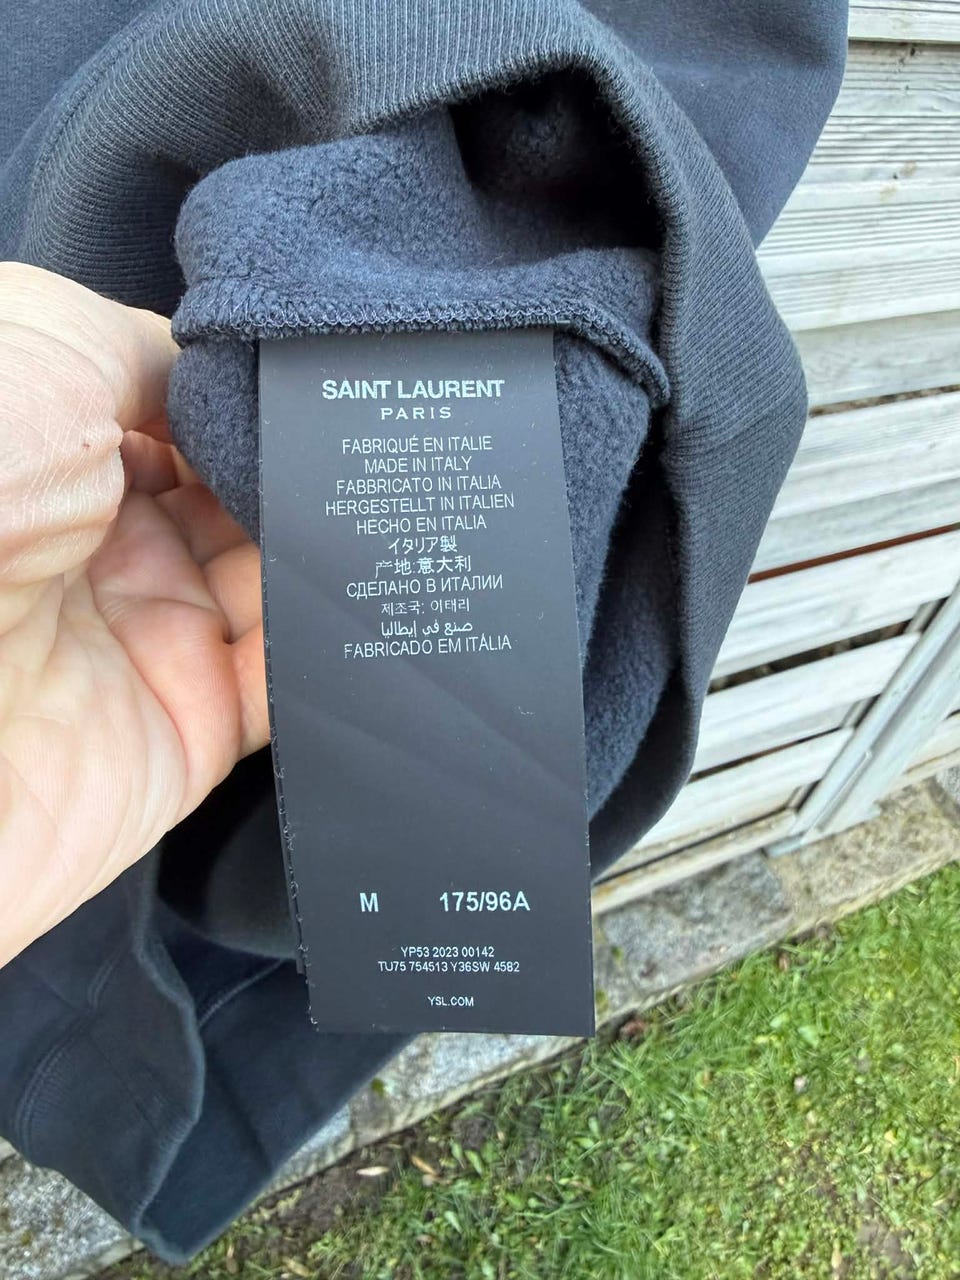 SAINT LAURENT
PARIS
FABRIQUÉ EN ITALIE
MADE IN ITALY
FABBRICATO IN ITALIA
HERGESTELLT IN ITALIEN
HECHO EN ITALIA
イタリア製
产地:意大利
СДЕЛАНО В ИТАЛИИ
제조국: 이태리
صنع في إيطاليا
FABRICADO EM ITÁLIA
M 175/96A
YP53 2023 00142
TU75 754513 Y36SW 4582
YSL.COM